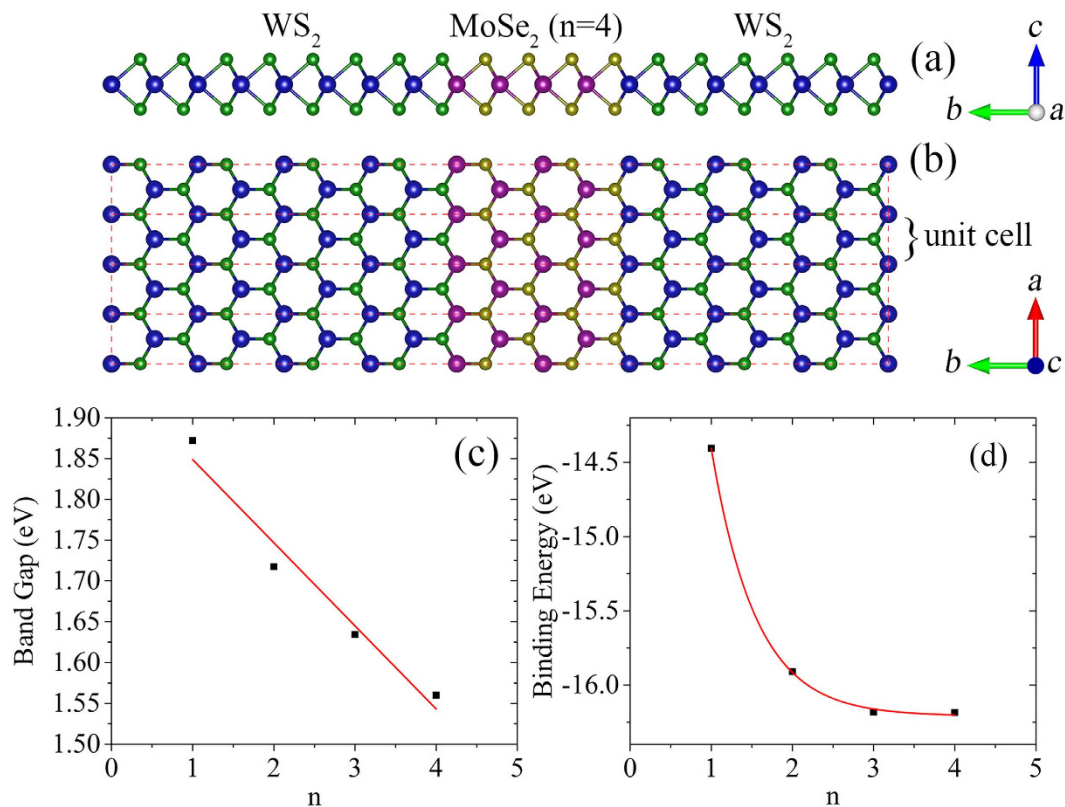 WS2 MoSe2 (n=4) WS2
(a)
c
b a
(b)
} unit cell
a
b c
(c)
Band Gap (eV)
1.90
1.85
1.80
1.75
1.70
1.65
1.60
1.55
1.50
0 1 2 3 4 5
n
(d)
Binding Energy (eV)
-14.5
-15.0
-15.5
-16.0
0 1 2 3 4 5
n